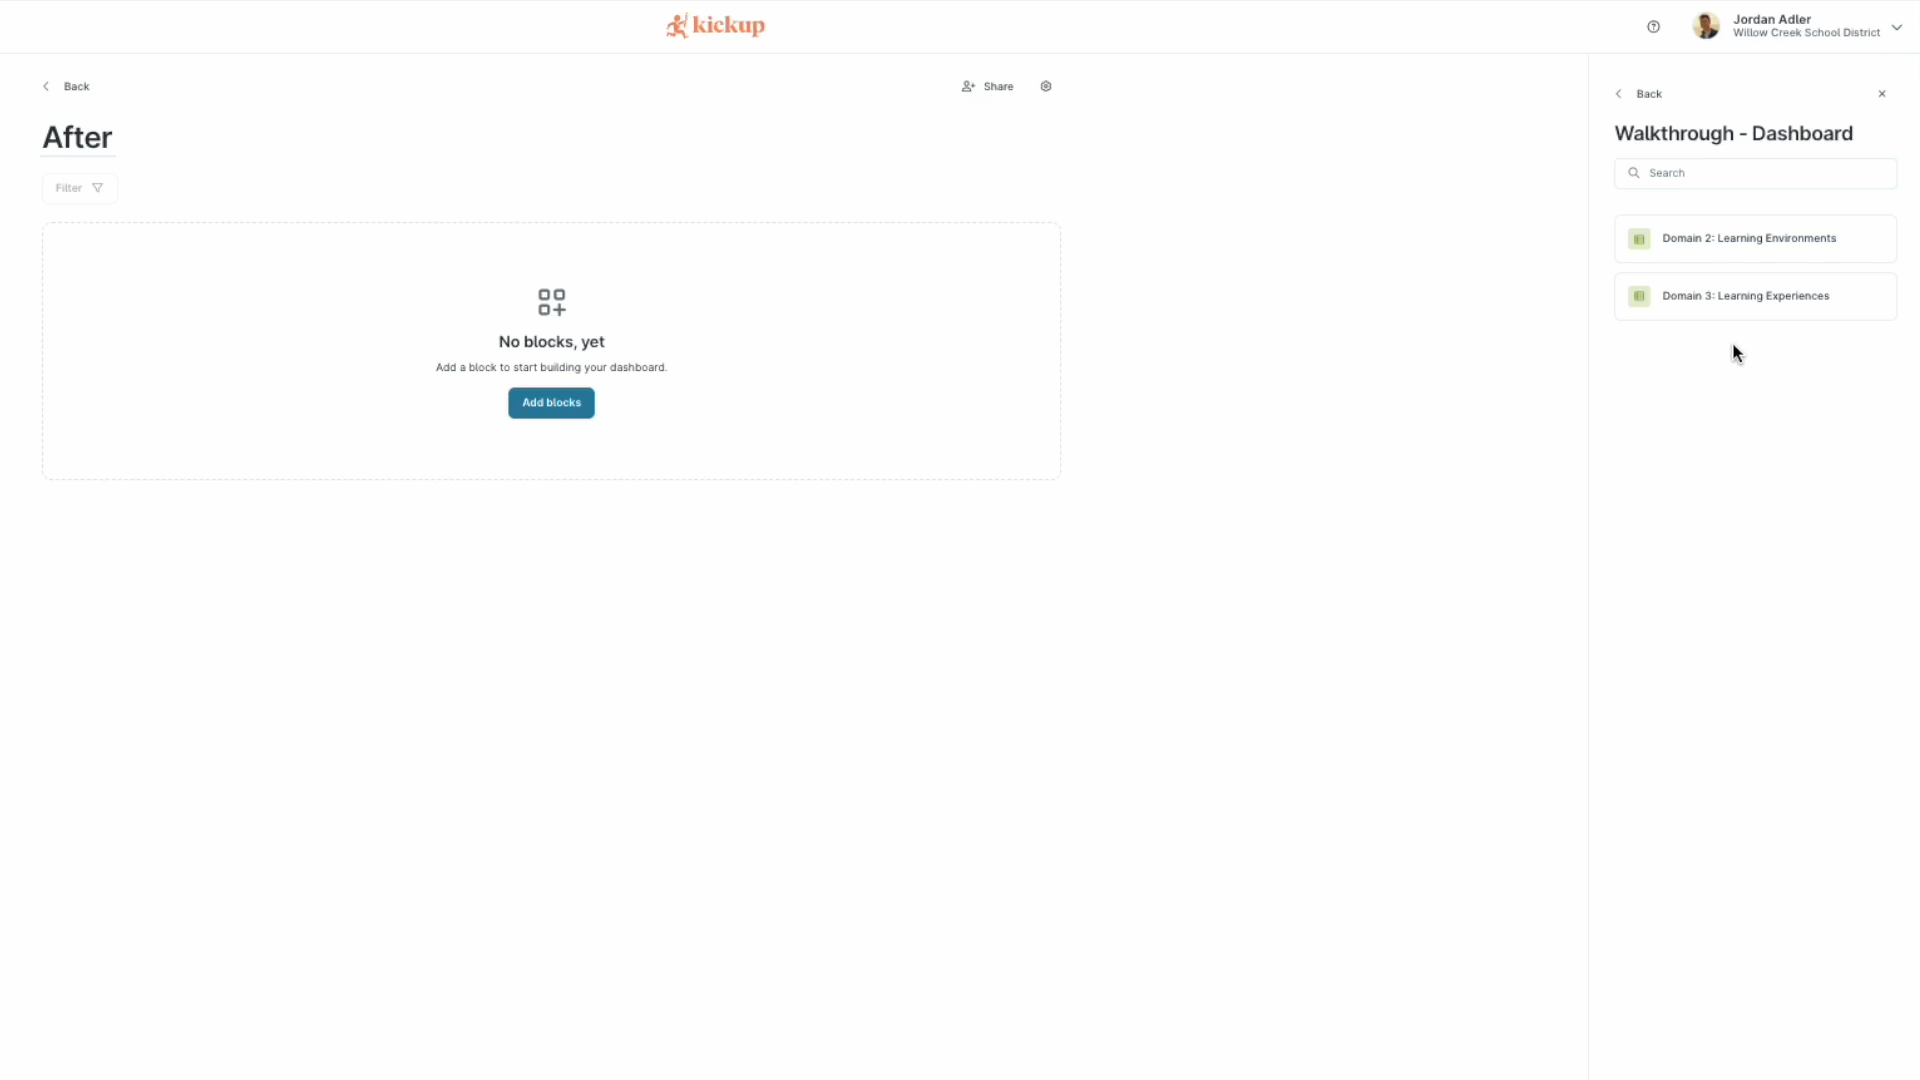 kickup
Jordan Adler
Willow Creek School District
Back
Share
After
Filter
No blocks, yet
Add a block to start building your dashboard.
Add blocks
Back
Walkthrough - Dashboard
Search
Domain 2: Learning Environments
Domain 3: Learning Experiences